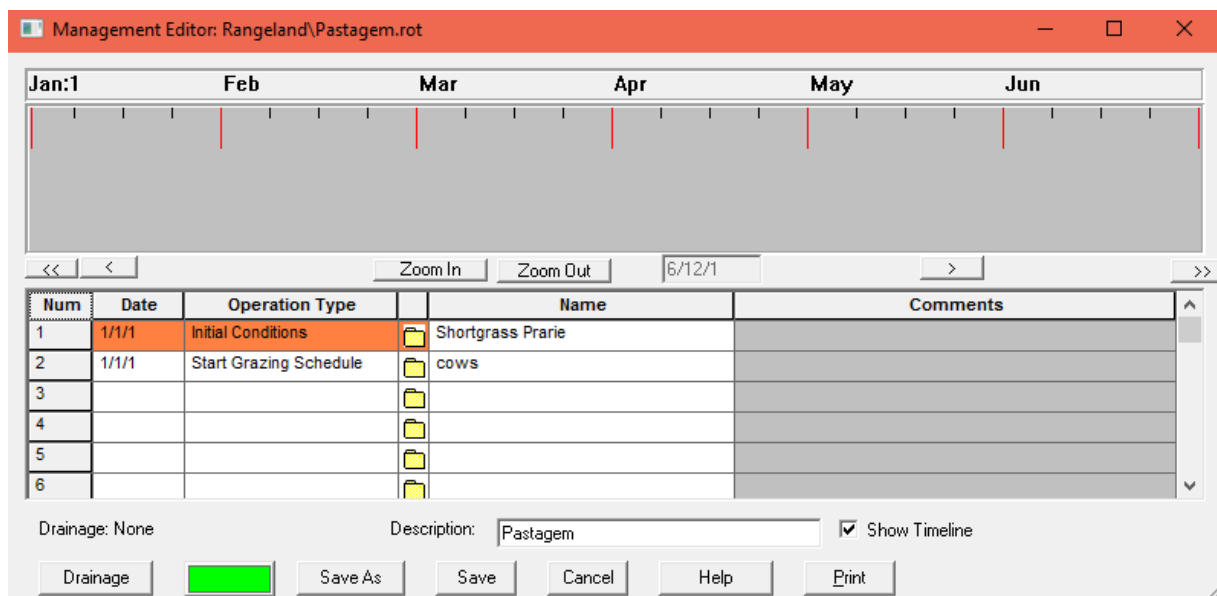 Management Editor: Rangeland\Pastagem.rot
Jan:1 Feb Mar Apr May Jun
<< < Zoom In Zoom Out 6/12/1 > >>
Num Date Operation Type Name Comments
1 1/1/1 Initial Conditions Shortgrass Prarie
2 1/1/1 Start Grazing Schedule cows
3
4
5
6
Drainage: None Description: Pastagem Show Timeline
Drainage Save As Save Cancel Help Print